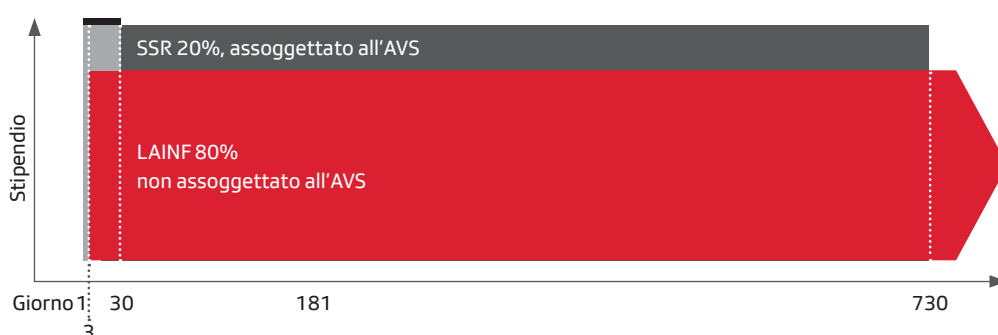 SSR 20%, assoggettato all'AVS
LAINF 80%
non assoggettato all'AVS
Stipendio
Giorno 1 30 181 730
3